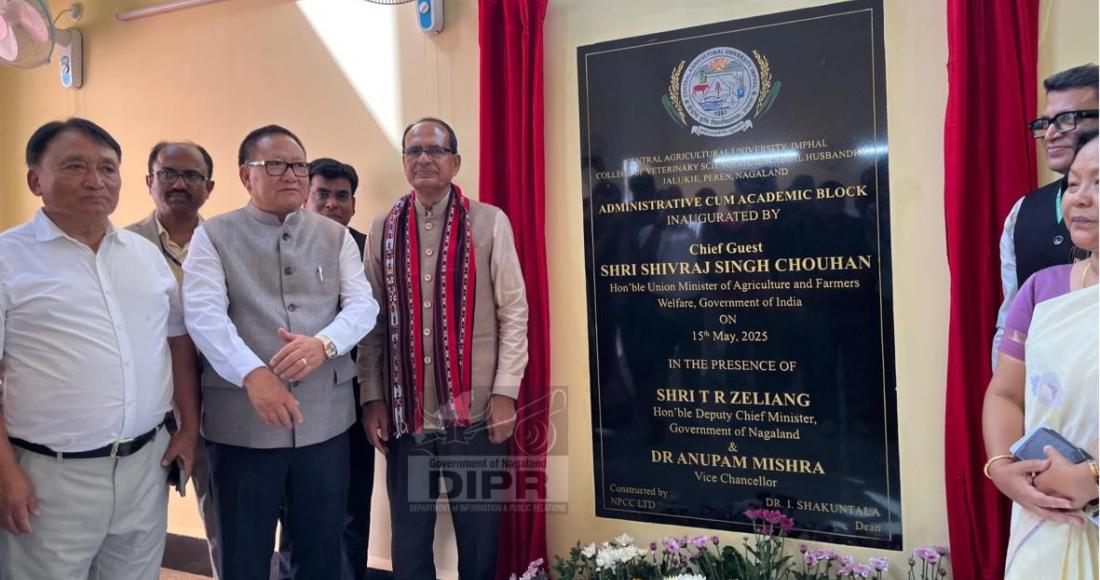 1993
CENTRAL AGRICULTURAL UNIVERSITY, IMPHAL
COLLEGE OF VETERINARY HUSBANDRY
JALUKIE, PEREN, NAGALAND
ADMINISTRATIVE CUM ACADEMIC BLOCK
INAUGURATED BY
Chief Guest
SHRI SHIVRAJ SINGH CHOUHAN
Hon'ble Union Minister of Agriculture and Farmers
Welfare, Government of India
ON
15th May, 2025
IN THE PRESENCE OF
SHRI T R ZELIANG
Hon'ble Deputy Chief Minister,
Government of Nagaland
&
DR ANUPAM MISHRA
Vice Chancellor
Constructed by :
NPCC LTD
DR. I. SHAKUNTALA
Dean
Government of Nagaland
DIPR
DEPARTMENT of INFORMATION & PUBLIC RELATIONS